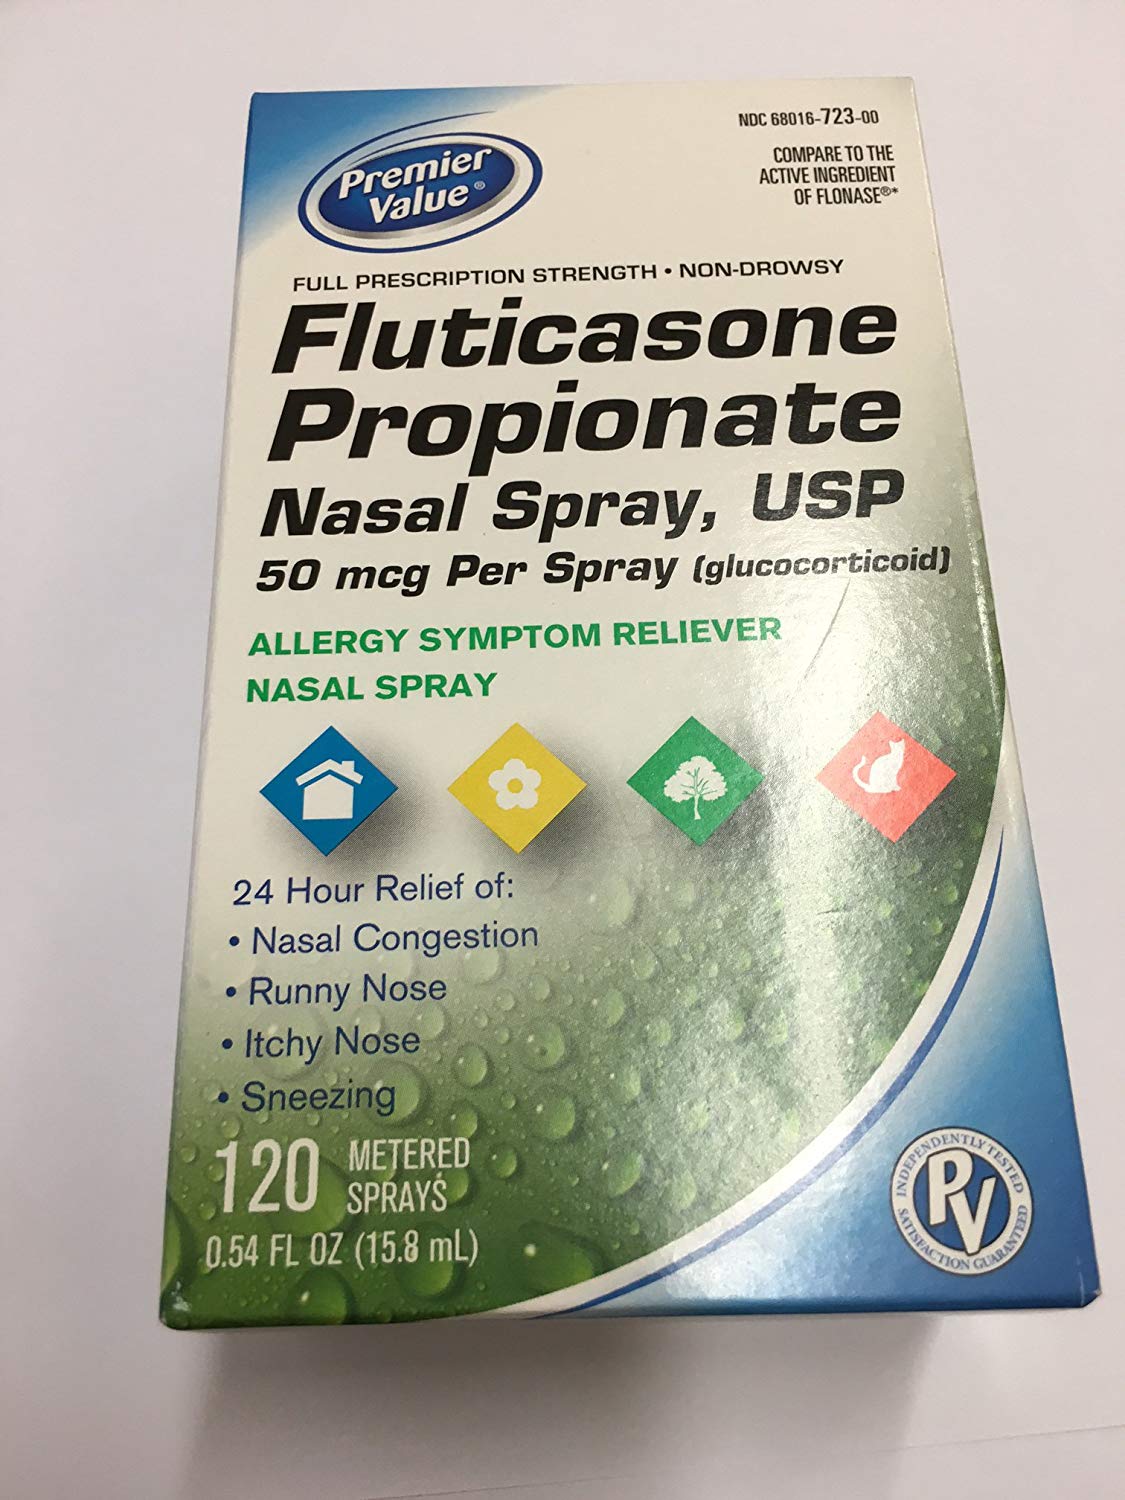 Premier
Value®
NDC 68016-723-00
COMPARE TO THE
ACTIVE INGREDIENT
OF FLONASE®*
FULL PRESCRIPTION STRENGTH • NON-DROWSY
Fluticasone
Propionate
Nasal Spray, USP
50 mcg Per Spray (glucocorticoid)
ALLERGY SYMPTOM RELIEVER
NASAL SPRAY
24 Hour Relief of:
• Nasal Congestion
• Runny Nose
• Itchy Nose
• Sneezing
120 METERED
SPRAYS
0.54 FL OZ (15.8 mL)
INDEPENDENTLY TESTED
PV
SATISFACTION GUARANTEED